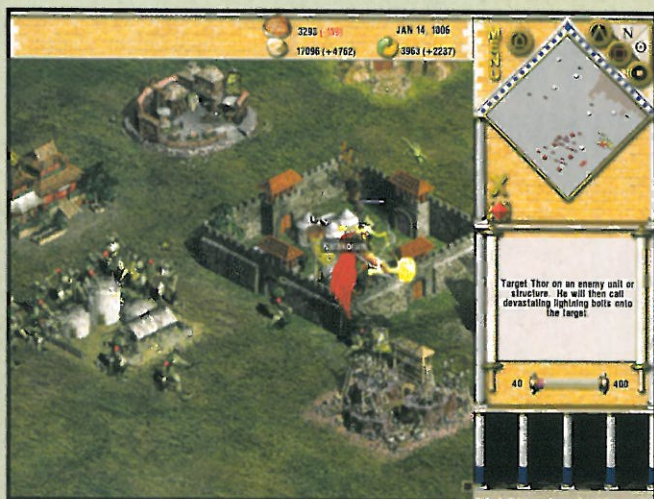 3293
JAN 14, 1006
17096 (+4762)
3963 (+2237)
MENU
N
Target Thor on an enemy unit or
structure. He will then call
devastating lightning bolts onto
the target.
40
400